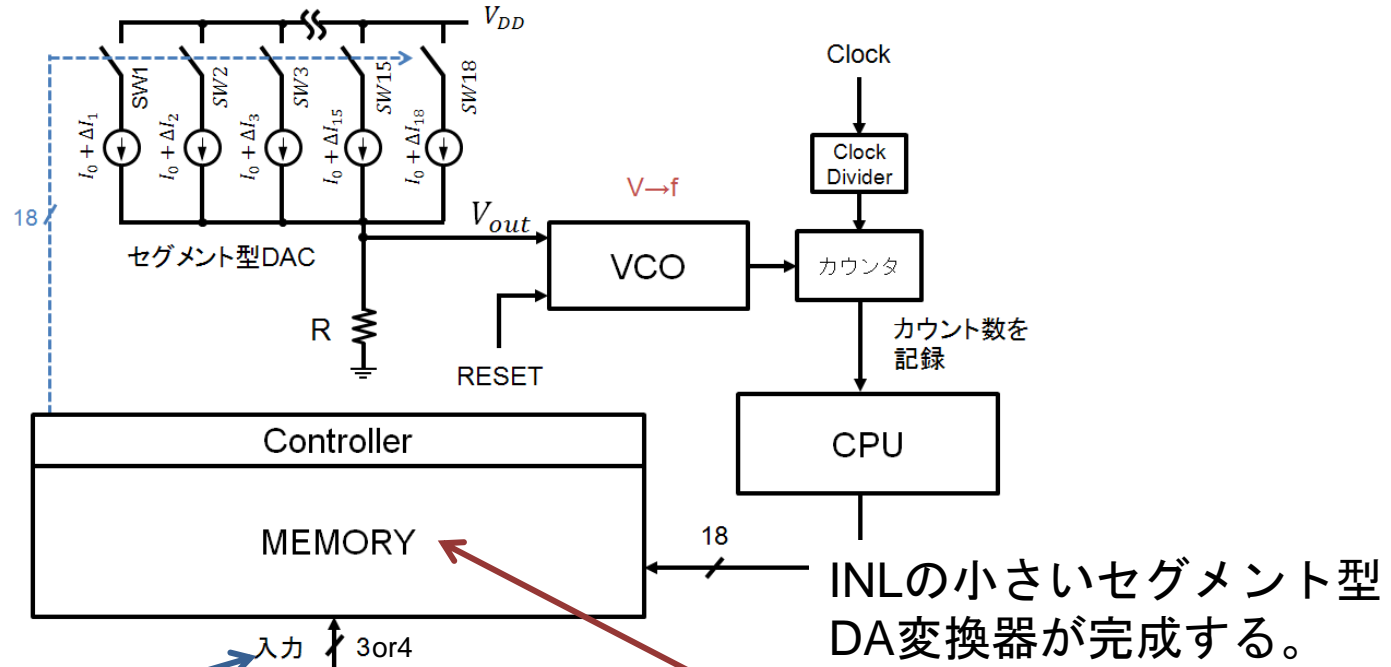 V_DD
SW1
SW2
SW3
SW15
SW18
I_0 + ΔI_1
I_0 + ΔI_2
I_0 + ΔI_3
I_0 + ΔI_15
I_0 + ΔI_18
18
セグメント型DAC
V_out
R
RESET
V→f
VCO
Clock
Clock
Divider
カウンタ
カウント数を
記録
CPU
Controller
MEMORY
18
入力
3or4
INLの小さいセグメント型
DA変換器が完成する。